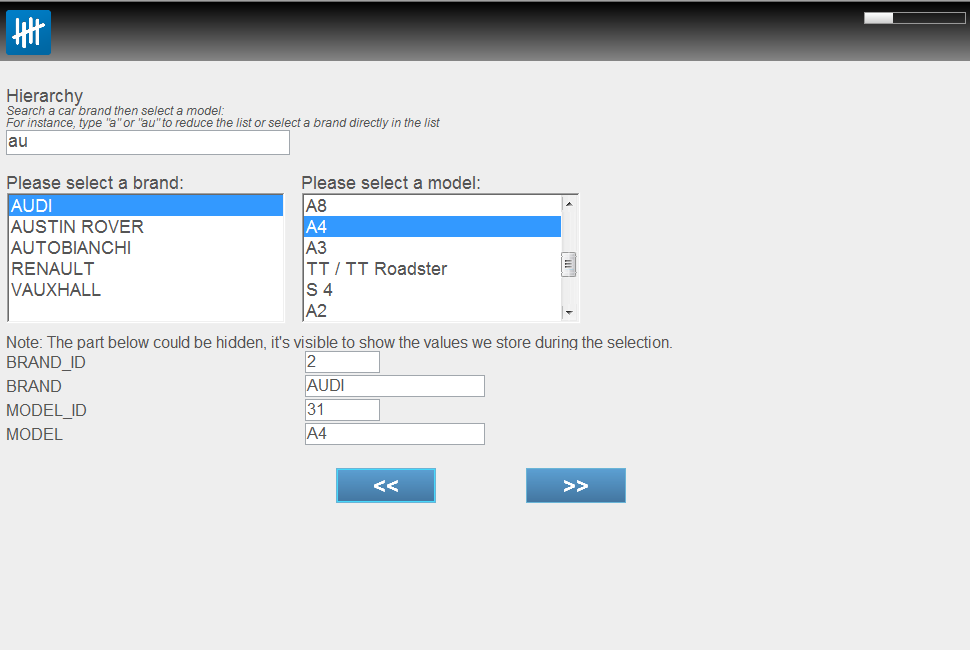 Hierarchy
Search a car brand then select a model:
For instance, type "a" or "au" to reduce the list or select a brand directly in the list
au
Please select a brand:
AUDI
AUSTIN ROVER
AUTOBIANCHI
RENAULT
VAUXHALL
Please select a model:
A8
A4
A3
TT / TT Roadster
S 4
A2
Note: The part below could be hidden, it's visible to show the values we store during the selection.
BRAND_ID 2
BRAND AUDI
MODEL_ID 31
MODEL A4
<< >>